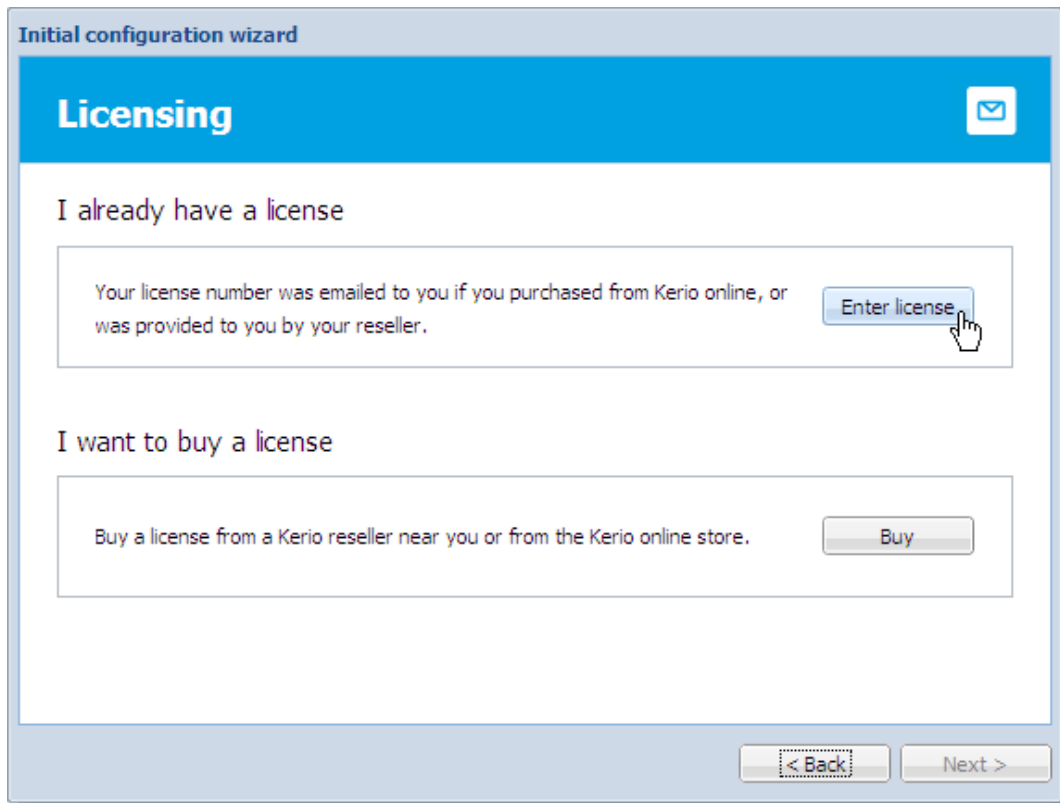 Initial configuration wizard
Licensing
I already have a license
Your license number was emailed to you if you purchased from Kerio online, or
was provided to you by your reseller.
Enter license
I want to buy a license
Buy a license from a Kerio reseller near you or from the Kerio online store.
Buy
< Back
Next >